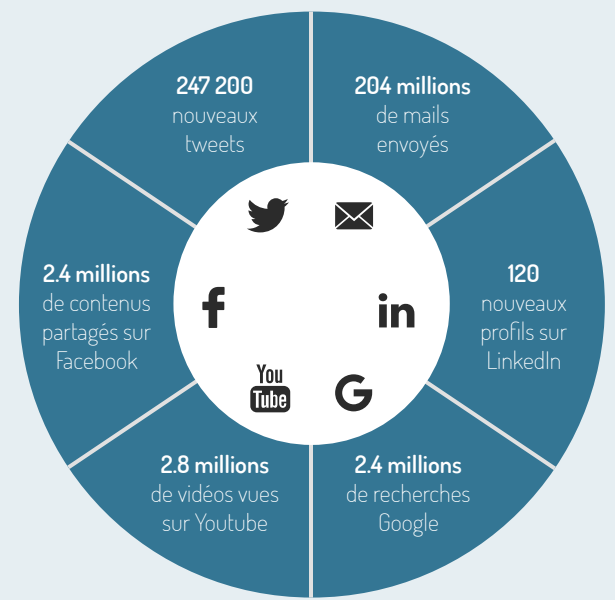 247 200
nouveaux
tweets
204 millions
de mails
envoyés
2.4 millions
de contenus
partagés sur
Facebook
120
nouveaux
profils sur
LinkedIn
f
in
You
Tube
G
2.8 millions
de vidéos vues
sur Youtube
2.4 millions
de recherches
Google